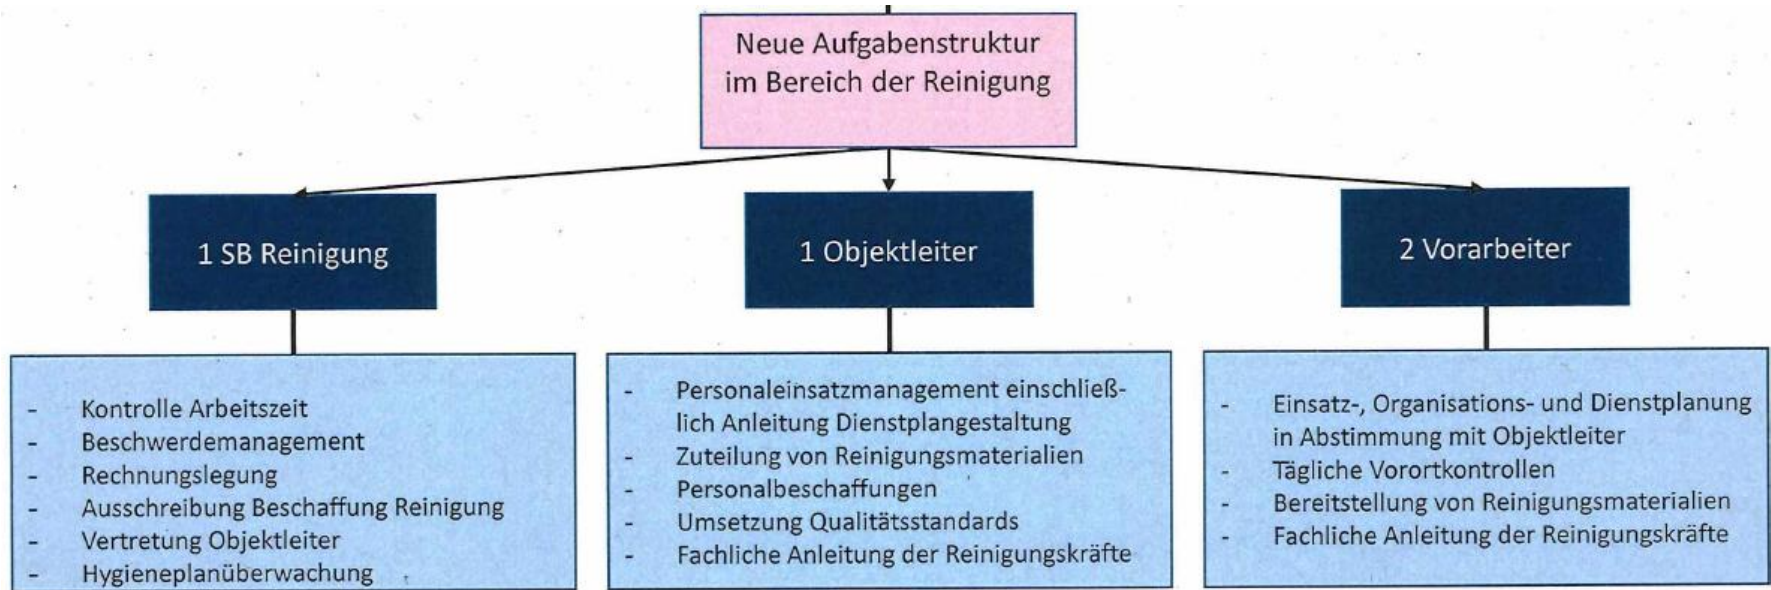 Neue Aufgabenstruktur
im Bereich der Reinigung
1 SB Reinigung
- Kontrolle Arbeitszeit
- Beschwerdemanagement
- Rechnungslegung
- Ausschreibung Beschaffung Reinigung
- Vertretung Objektleiter
- Hygieneplanüberwachung
1 Objektleiter
- Personaleinsatzmanagement einschließ-
lich Anleitung Dienstplangestaltung
- Zuteilung von Reinigungsmaterialien
- Personalbeschaffungen
- Umsetzung Qualitätsstandards
- Fachliche Anleitung der Reinigungskräfte
2 Vorarbeiter
- Einsatz-, Organisations- und Dienstplanung
in Abstimmung mit Objektleiter
- Tägliche Vorortkontrollen
- Bereitstellung von Reinigungsmaterialien
- Fachliche Anleitung der Reinigungskräfte